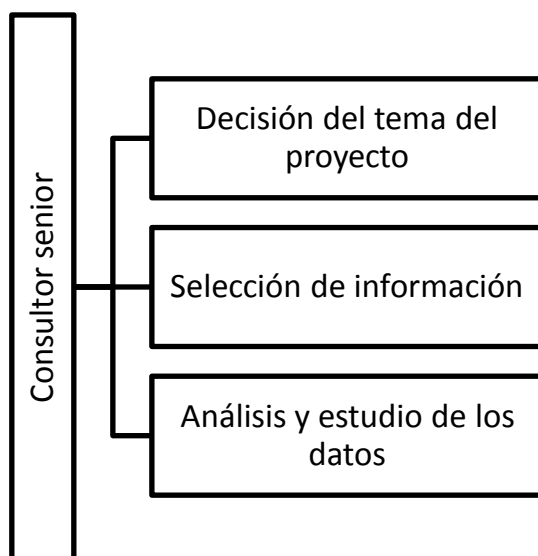 Consultor senior
Decisión del tema del
proyecto
Selección de información
Análisis y estudio de los
datos